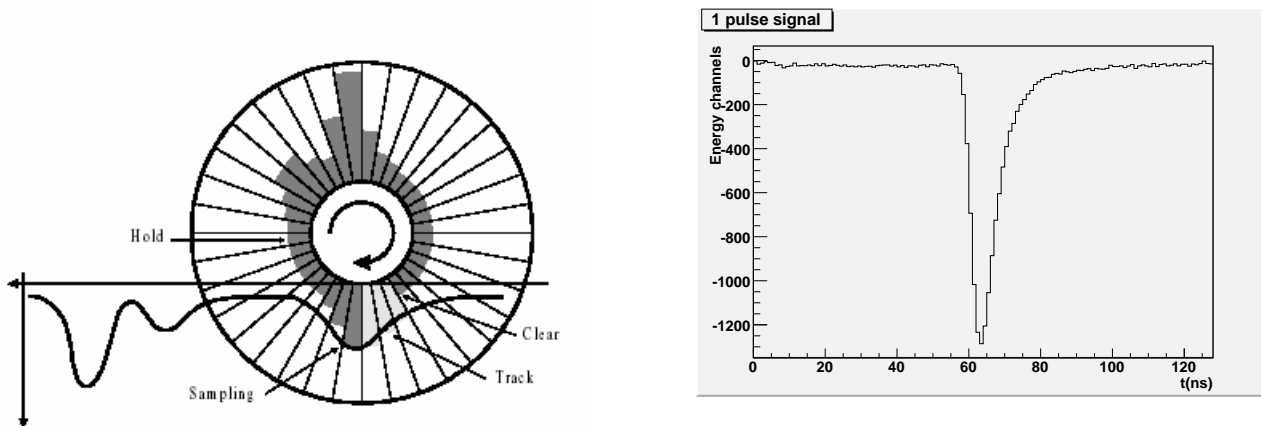 Hold
Clear
Track
Sampling
1 pulse signal
Energy channels
0
-200
-400
-600
-800
-1000
-1200
0 20 40 60 80 100 120
t(ns)